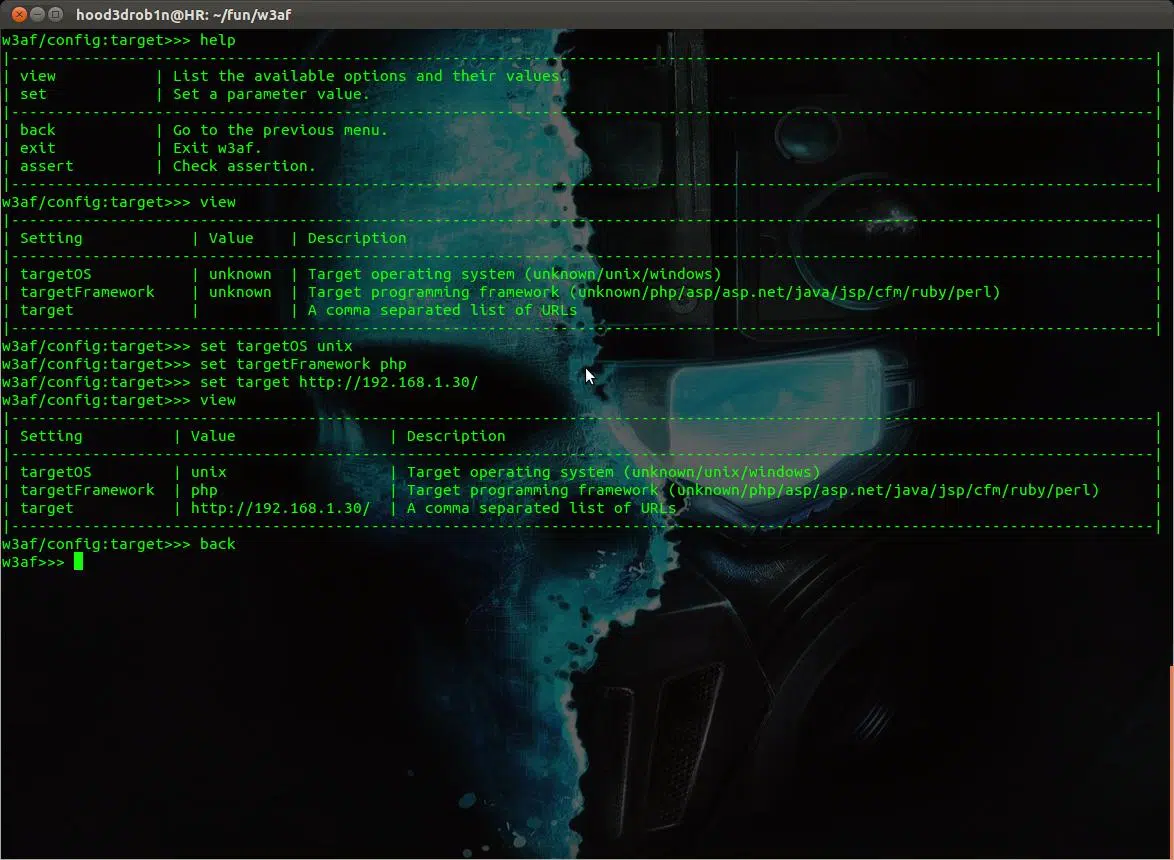 hood3drob1n@HR: ~/fun/w3af
w3af/config:target>>> help
|-----------------------------------------------------------------------------------------------------------------------------|
| view           | List the available options and their values.
| set            | Set a parameter value.
|-----------------------------------------------------------------------------------------------------------------------------|
| back           | Go to the previous menu.
| exit           | Exit w3af.
| assert         | Check assertion.
|-----------------------------------------------------------------------------------------------------------------------------|
w3af/config:target>>> view
|-----------------------------------------------------------------------------------------------------------------------------|
| Setting            | Value    | Description
|-----------------------------------------------------------------------------------------------------------------------------|
| targetOS           | unknown  | Target operating system (unknown/unix/windows)
| targetFramework    | unknown  | Target programming framework (unknown/php/asp/asp.net/java/jsp/cfm/ruby/perl)
| target             |          | A comma separated list of URLs
|-----------------------------------------------------------------------------------------------------------------------------|
w3af/config:target>>> set targetOS unix
w3af/config:target>>> set targetFramework php
w3af/config:target>>> set target http://192.168.1.30/
w3af/config:target>>> view
|-----------------------------------------------------------------------------------------------------------------------------|
| Setting          | Value                 | Description
|-----------------------------------------------------------------------------------------------------------------------------|
| targetOS         | unix                  | Target operating system (unknown/unix/windows)
| targetFramework  | php                   | Target programming framework (unknown/php/asp/asp.net/java/jsp/cfm/ruby/perl)
| target           | http://192.168.1.30/  | A comma separated list of URLs
|-----------------------------------------------------------------------------------------------------------------------------|
w3af/config:target>>> back
w3af>>>